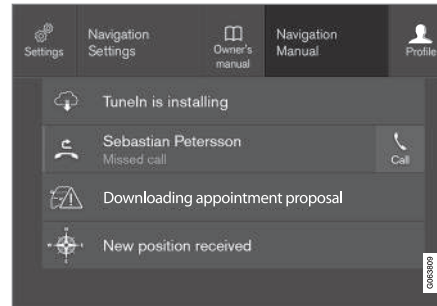 Settings
Navigation
Settings
Owner's
manual
Navigation
Manual
Profile
TuneIn is installing
Sebastian Petersson
Missed call
Call
Downloading appointment proposal
New position received
G063809